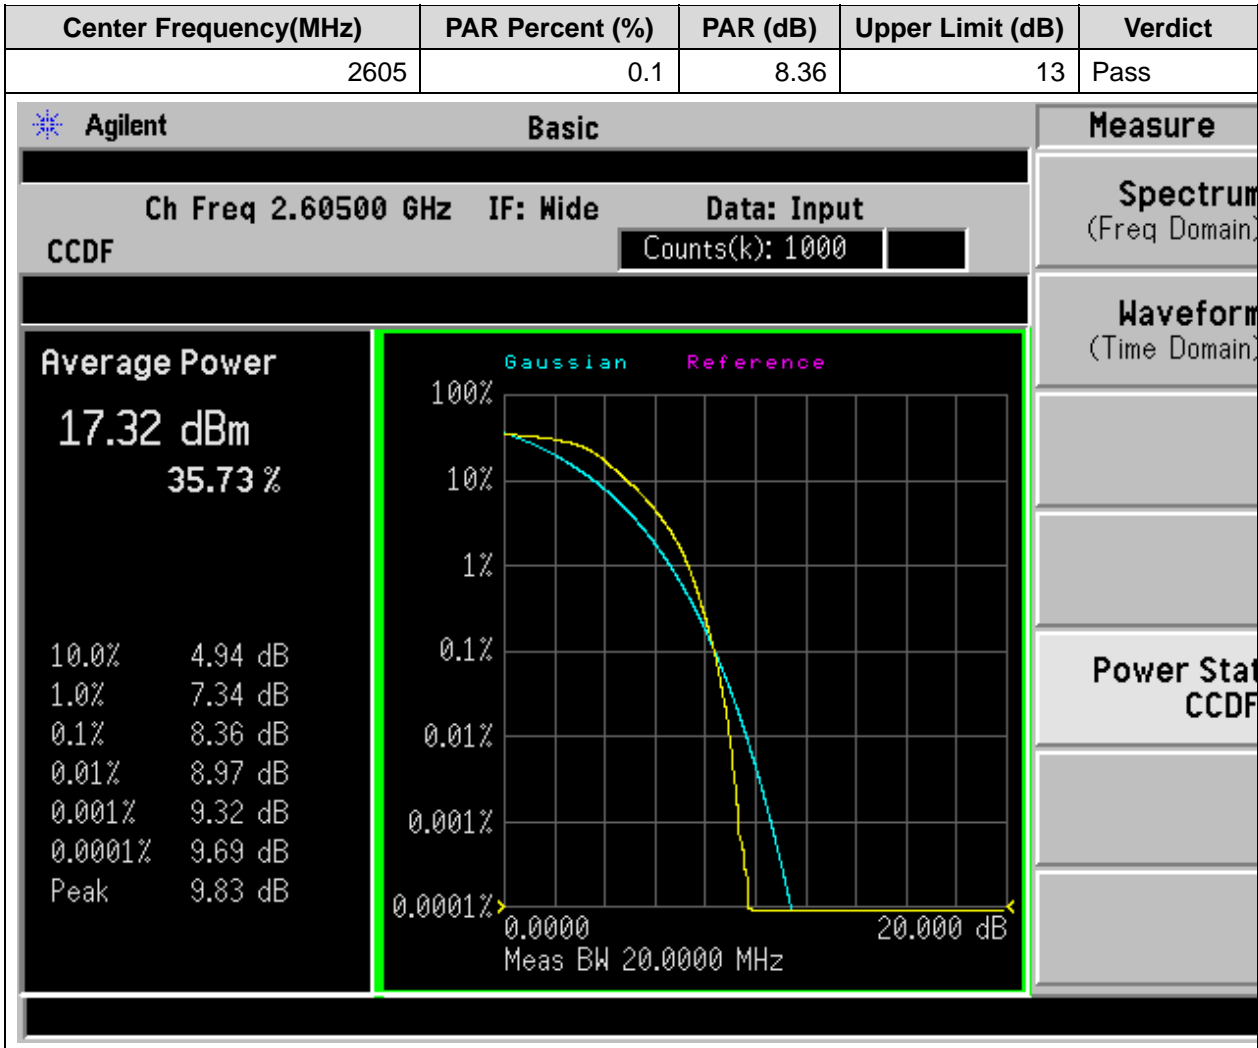 Center Frequency(MHz) PAR Percent (%) PAR (dB) Upper Limit (dB) Verdict
2605 0.1 8.36 13 Pass
Agilent Basic Measure
Ch Freq 2.60500 GHz IF: Wide Data: Input
CCDF Counts(k): 1000
Spectrum
(Freq Domain)
Waveform
(Time Domain)
Power Stat
CCDF
Average Power
17.32 dBm
35.73 %
10.0% 4.94 dB
1.0% 7.34 dB
0.1% 8.36 dB
0.01% 8.97 dB
0.001% 9.32 dB
0.0001% 9.69 dB
Peak 9.83 dB
Gaussian Reference
100%
10%
1%
0.1%
0.01%
0.001%
0.0001%
0.0000 20.000 dB
Meas BW 20.0000 MHz